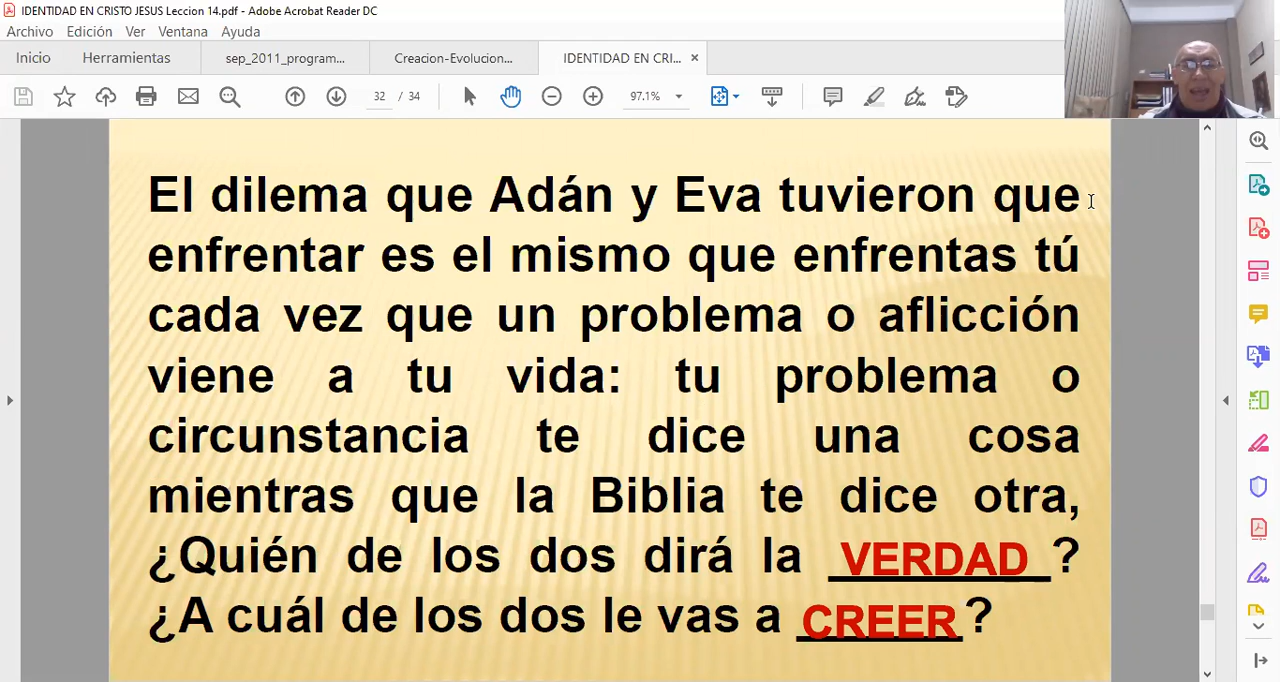 IDENTIDAD EN CRISTO JESUS Leccion 14.pdf - Adobe Acrobat Reader DC
Archivo Edición Ver Ventana Ayuda
Inicio Herramientas sep_2011_program... Creacion-Evolucion... IDENTIDAD EN CRI... ×
32 / 34 97.1%
El dilema que Adán y Eva tuvieron que
enfrentar es el mismo que enfrentas tú
cada vez que un problema o aflicción
viene a tu vida: tu problema o
circunstancia te dice una cosa
mientras que la Biblia te dice otra,
¿Quién de los dos dirá la VERDAD?
¿A cuál de los dos le vas a CREER?